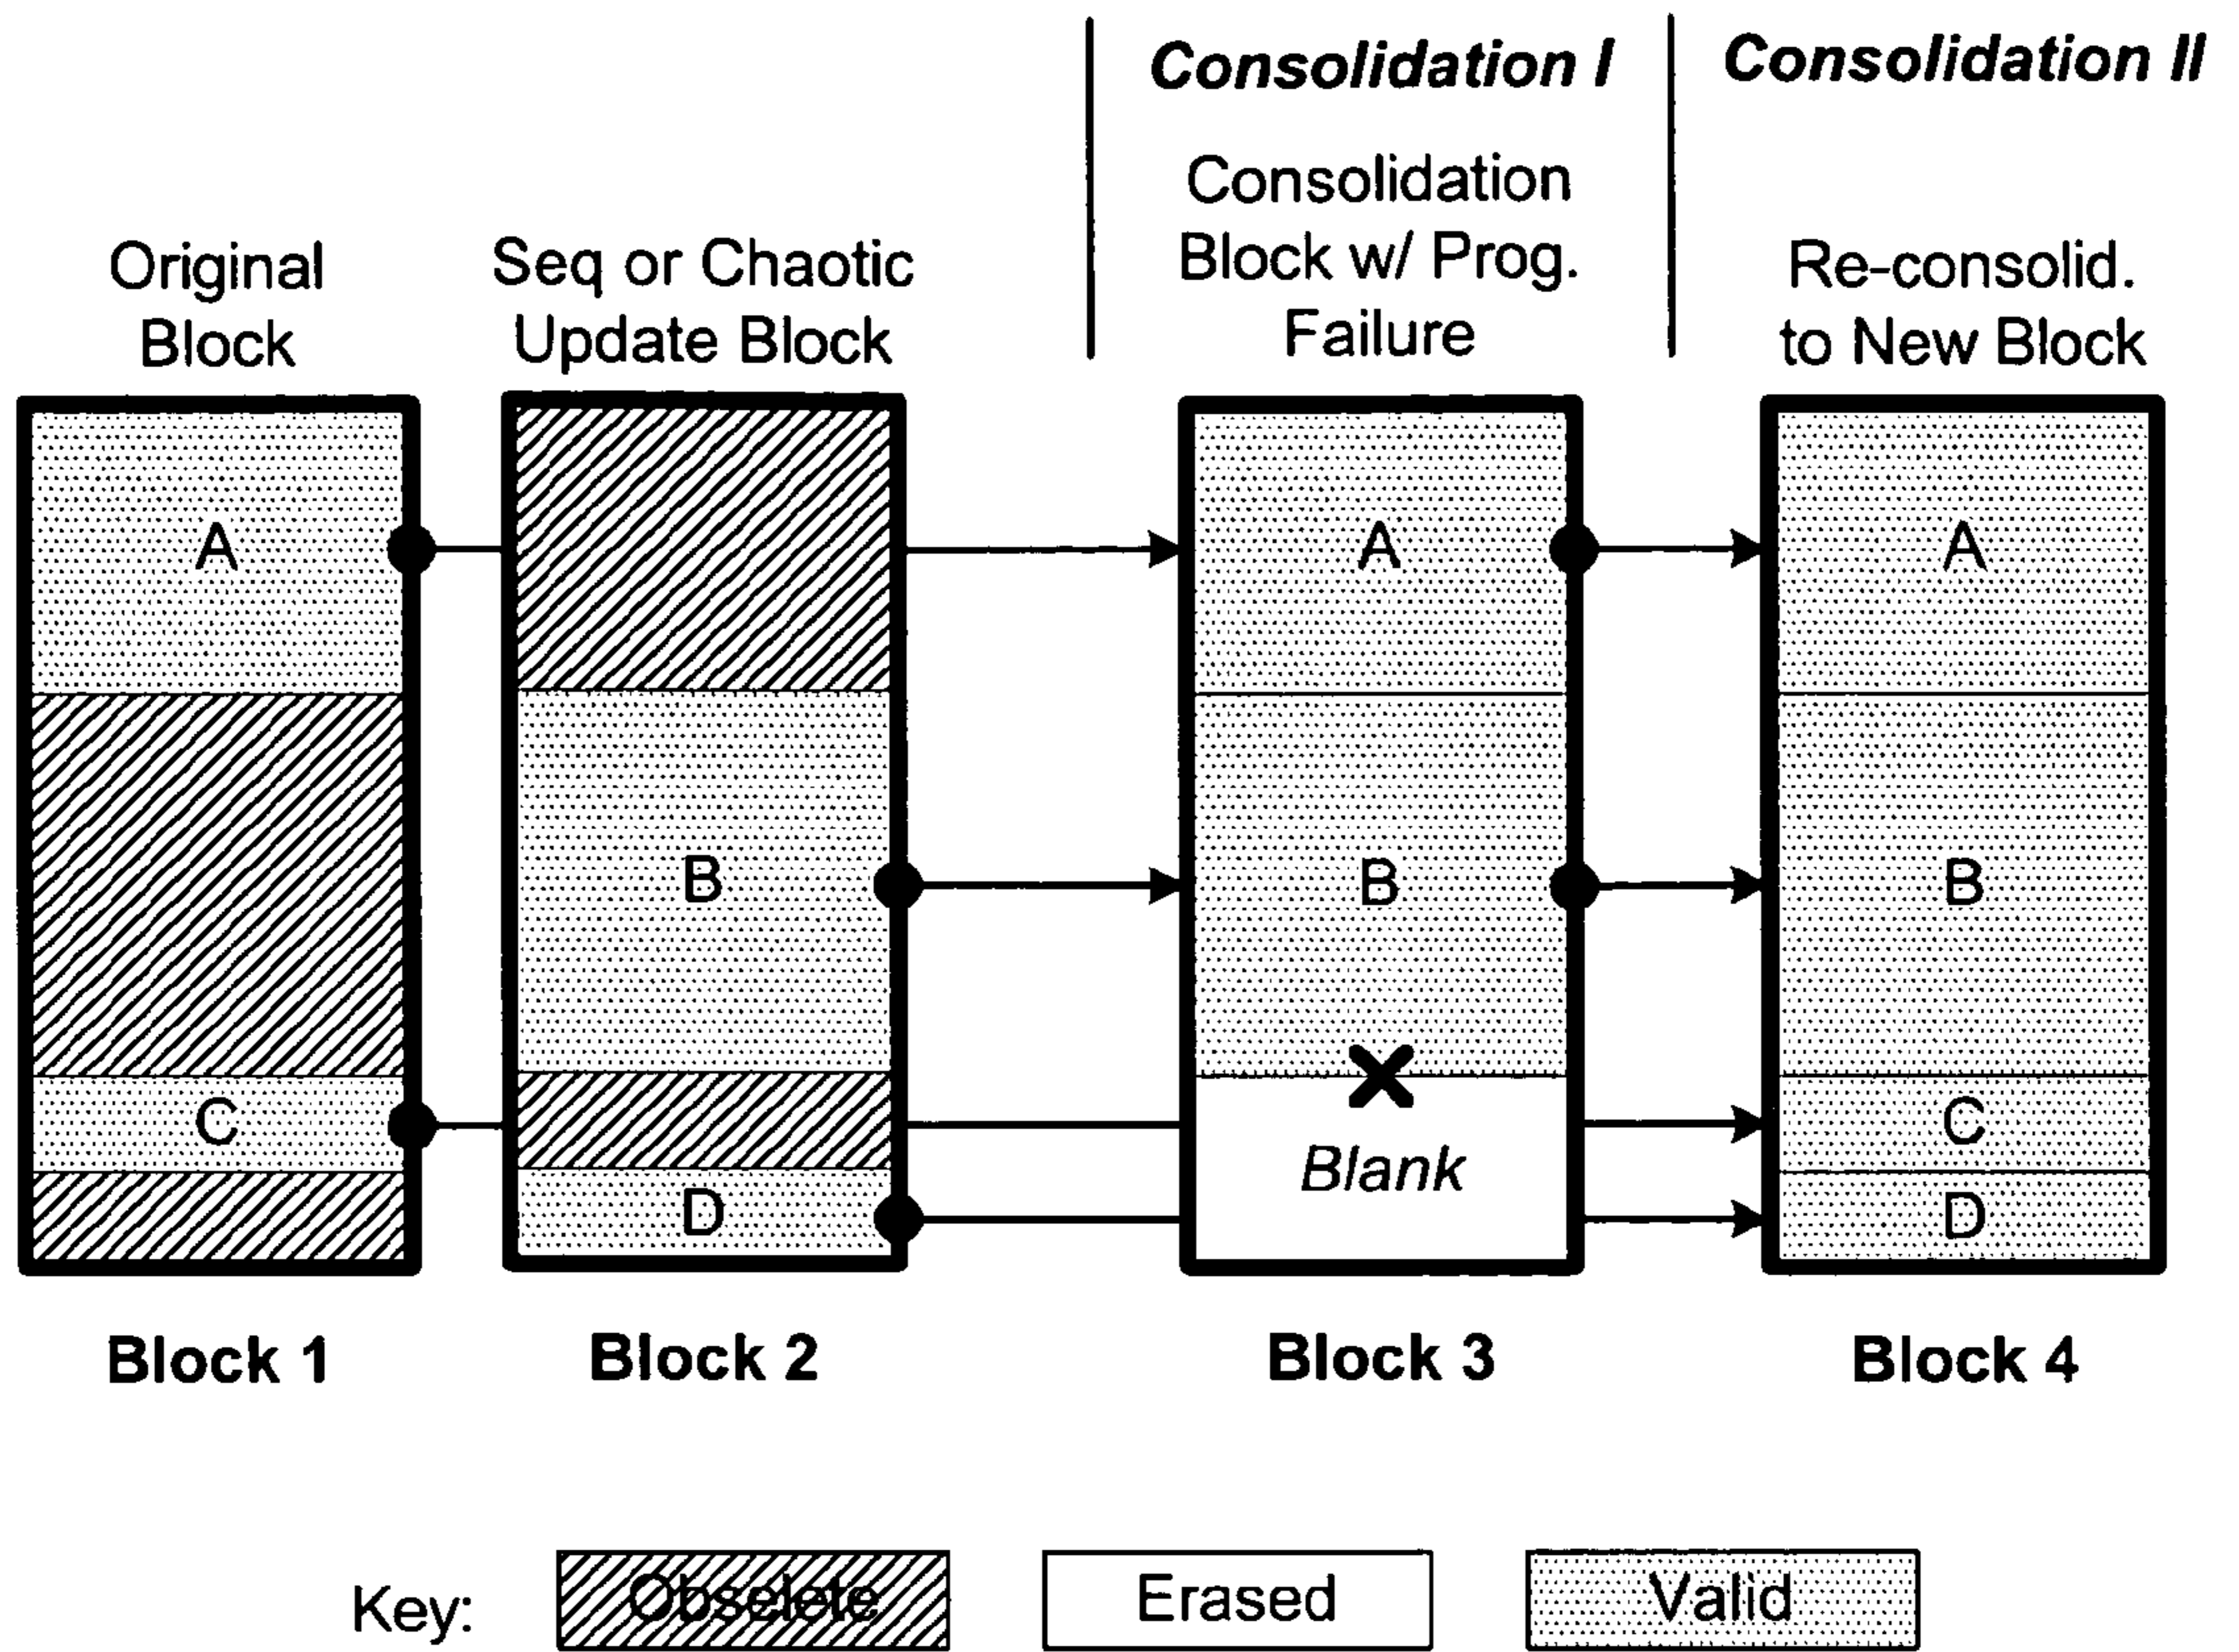 Consolidation I
Consolidation II
Consolidation
Block w/ Prog.
Failure
Original
Block
Seq or Chaotic
Update Block
Re-consolid.
to New Block
A
A
A
B
B
B
C
C
Blank
D
D
Block 1
Block 2
Block 3
Block 4
Key:
Obselete
Erased
Valid